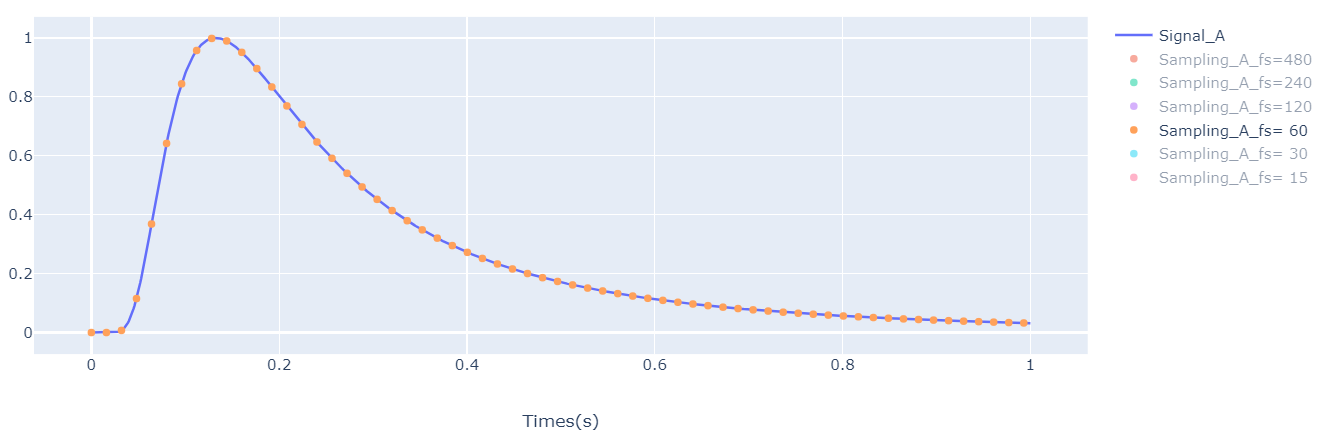 1
0.8
0.6
0.4
0.2
0
0 0.2 0.4 0.6 0.8 1
Times(s)
Signal_A
Sampling_A_fs=480
Sampling_A_fs=240
Sampling_A_fs=120
Sampling_A_fs= 60
Sampling_A_fs= 30
Sampling_A_fs= 15